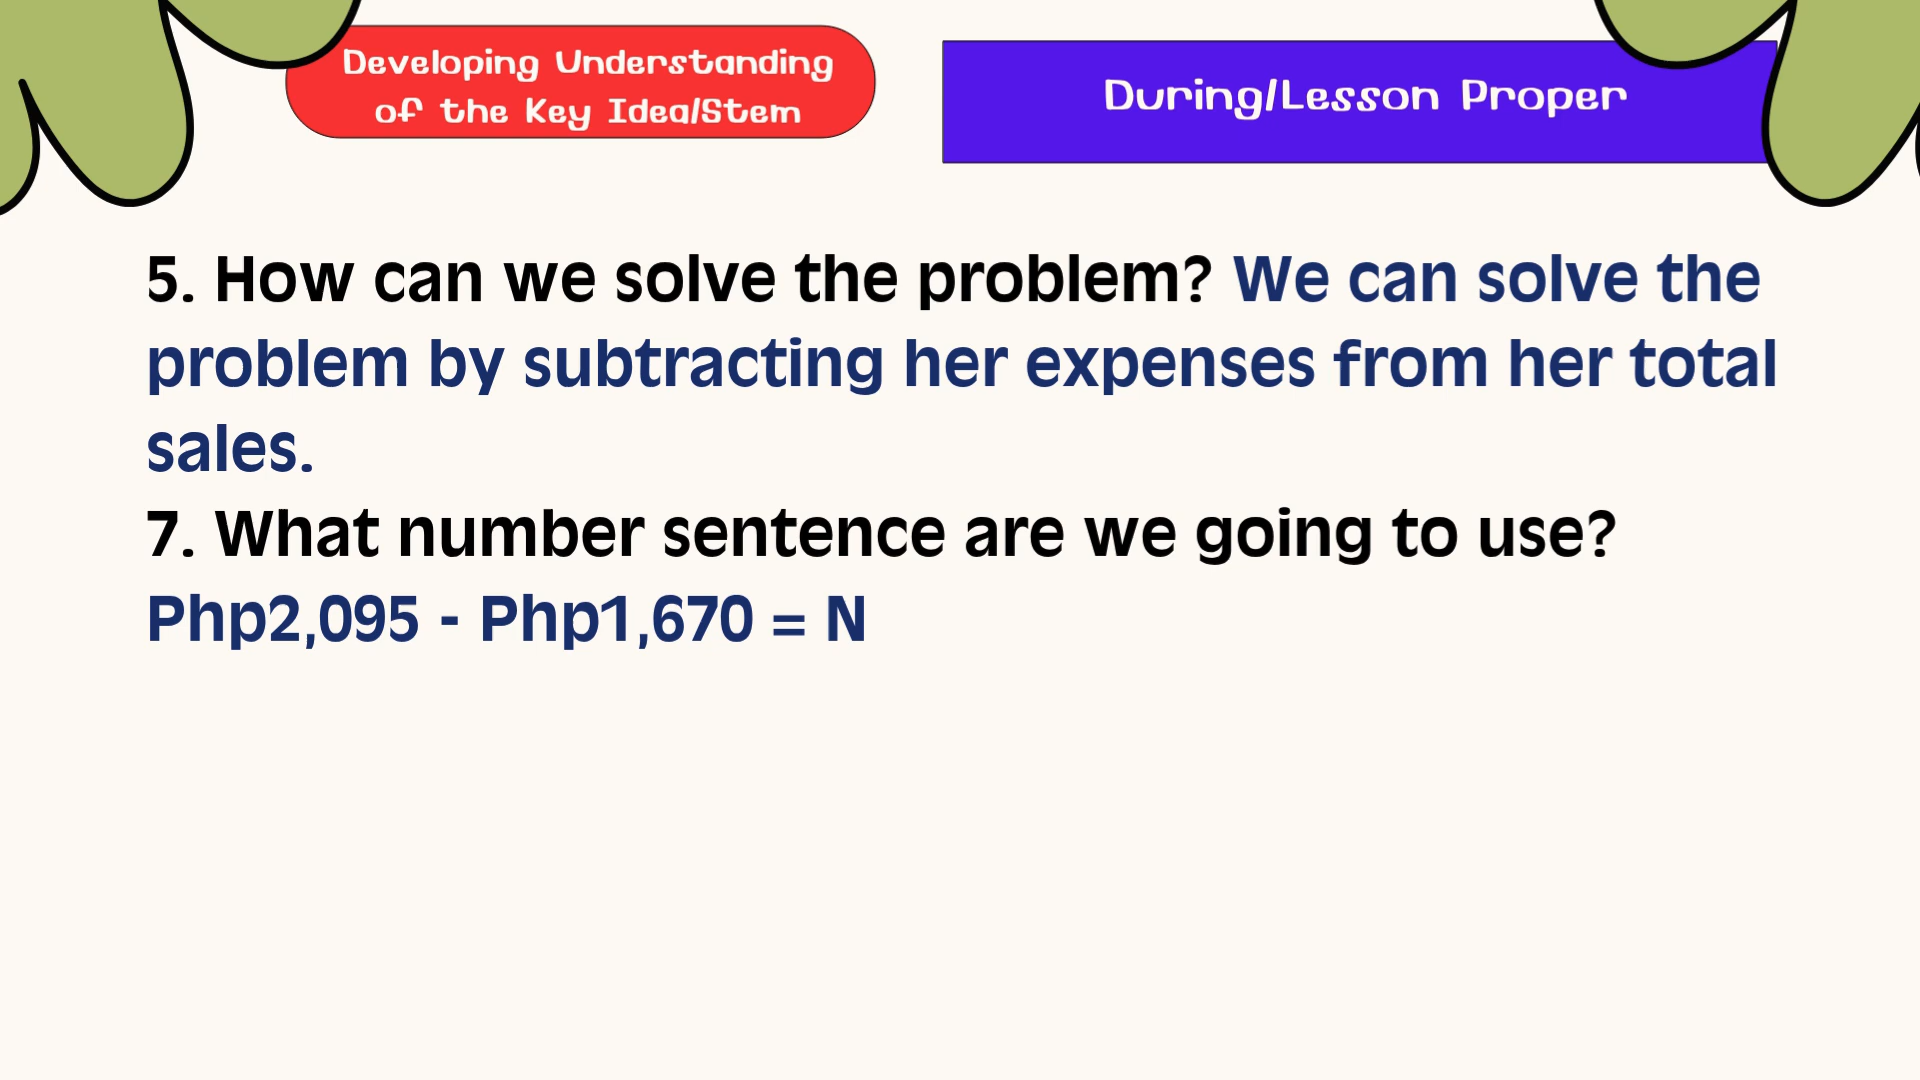 Developing Understanding
of the Key Idea/Stem
During/Lesson Proper
5. How can we solve the problem? We can solve the
problem by subtracting her expenses from her total
sales.
7. What number sentence are we going to use?
Php2,095 - Php1,670 = N